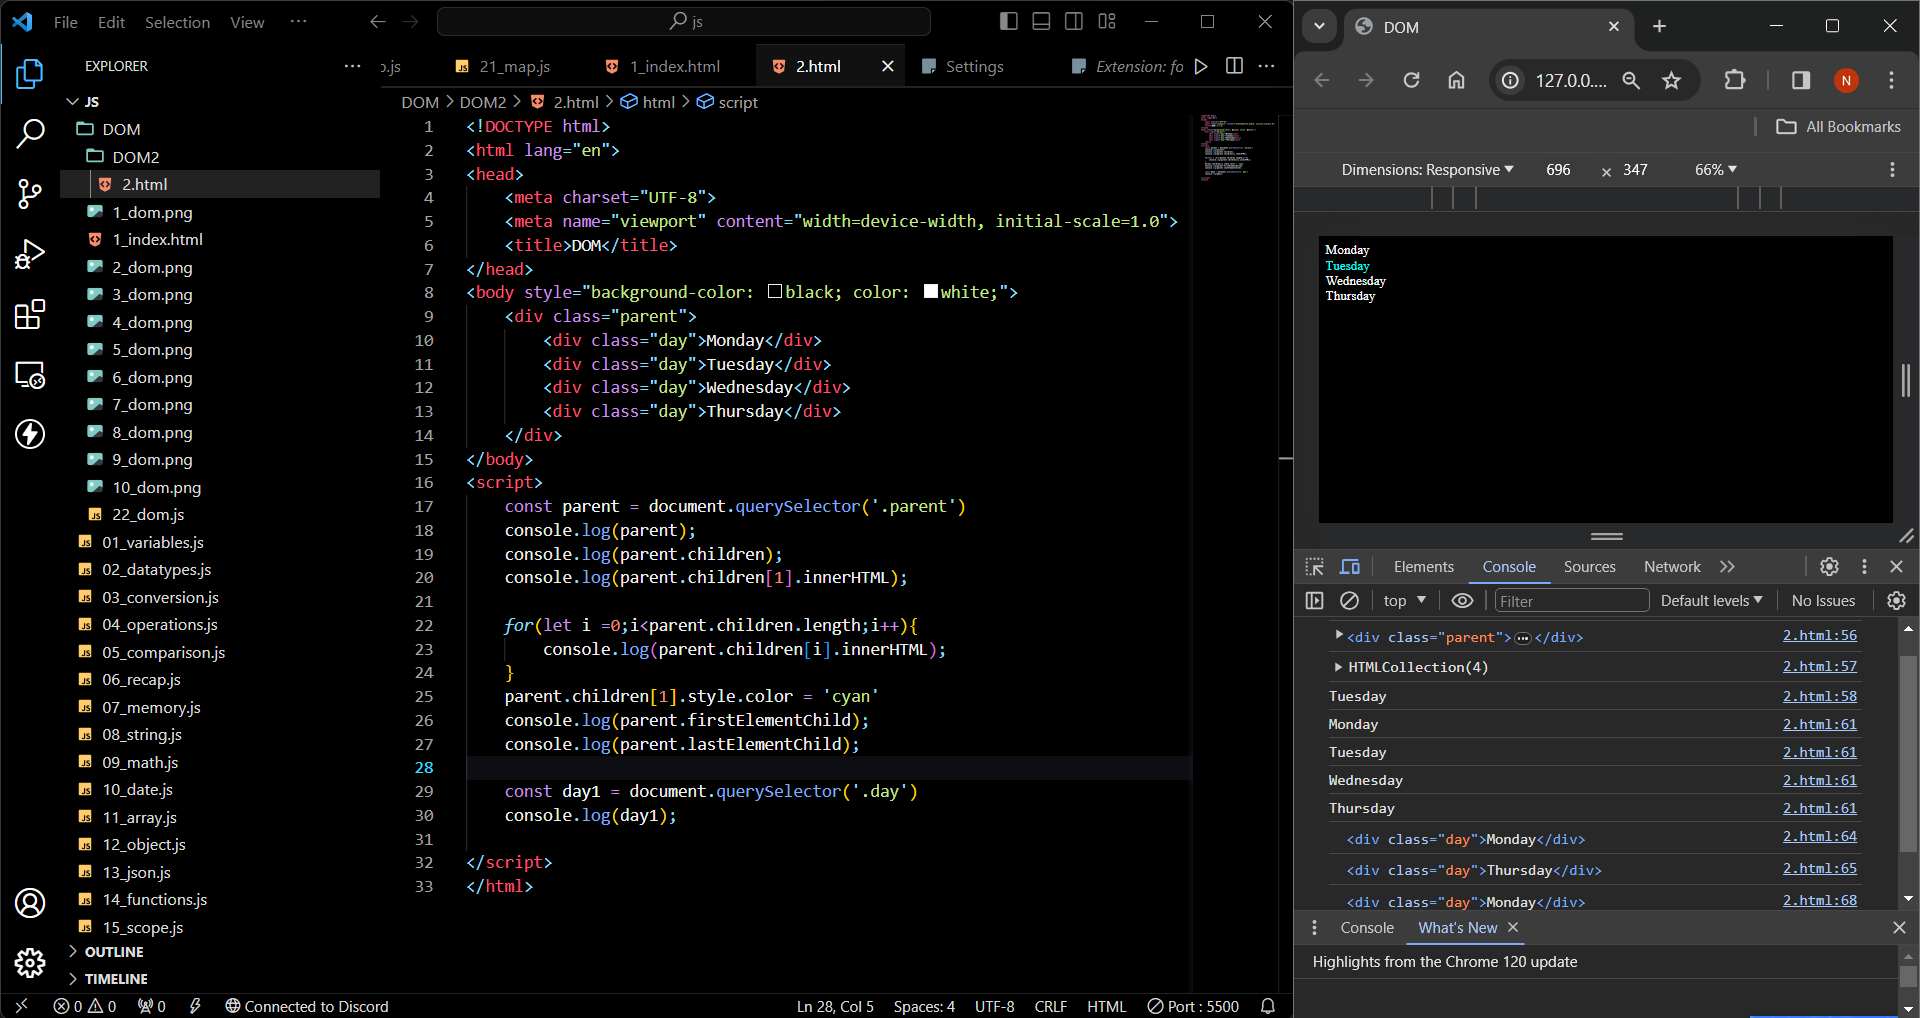 File Edit Selection View ··· js
EXPLORER ···
JS
DOM
DOM2
2.html
1_dom.png
1_index.html
2_dom.png
3_dom.png
4_dom.png
5_dom.png
6_dom.png
7_dom.png
8_dom.png
9_dom.png
10_dom.png
22_dom.js
01_variables.js
02_datatypes.js
03_conversion.js
04_operations.js
05_comparison.js
06_recap.js
07_memory.js
08_string.js
09_math.js
10_date.js
11_array.js
12_object.js
13_json.js
14_functions.js
15_scope.js
OUTLINE
TIMELINE
o.js 21_map.js 1_index.html 2.html Settings Extension: fo
DOM > DOM2 > 2.html > html > script
1 <!DOCTYPE html>
2 <html lang="en">
3 <head>
4 <meta charset="UTF-8">
5 <meta name="viewport" content="width=device-width, initial-scale=1.0">
6 <title>DOM</title>
7 </head>
8 <body style="background-color: black; color: white;">
9 <div class="parent">
10 <div class="day">Monday</div>
11 <div class="day">Tuesday</div>
12 <div class="day">Wednesday</div>
13 <div class="day">Thursday</div>
14 </div>
15 </body>
16 <script>
17 const parent = document.querySelector('.parent')
18 console.log(parent);
19 console.log(parent.children);
20 console.log(parent.children[1].innerHTML);
21
22 for(let i =0;i<parent.children.length;i++){
23 console.log(parent.children[i].innerHTML);
24 }
25 parent.children[1].style.color = 'cyan'
26 console.log(parent.firstElementChild);
27 console.log(parent.lastElementChild);
28
29 const day1 = document.querySelector('.day')
30 console.log(day1);
31
32 </script>
33 </html>
0 0 0 Connected to Discord Ln 28, Col 5 Spaces: 4 UTF-8 CRLF HTML Port : 5500
DOM
127.0.0.... N
All Bookmarks
Dimensions: Responsive 696 × 347 66%
Monday
Tuesday
Wednesday
Thursday
Elements Console Sources Network
top Filter Default levels No Issues
<div class="parent">…</div> 2.html:56
HTMLCollection(4) 2.html:57
Tuesday 2.html:58
Monday 2.html:61
Tuesday 2.html:61
Wednesday 2.html:61
Thursday 2.html:61
<div class="day">Monday</div> 2.html:64
<div class="day">Thursday</div> 2.html:65
<div class="day">Monday</div> 2.html:68
Console What's New
Highlights from the Chrome 120 update